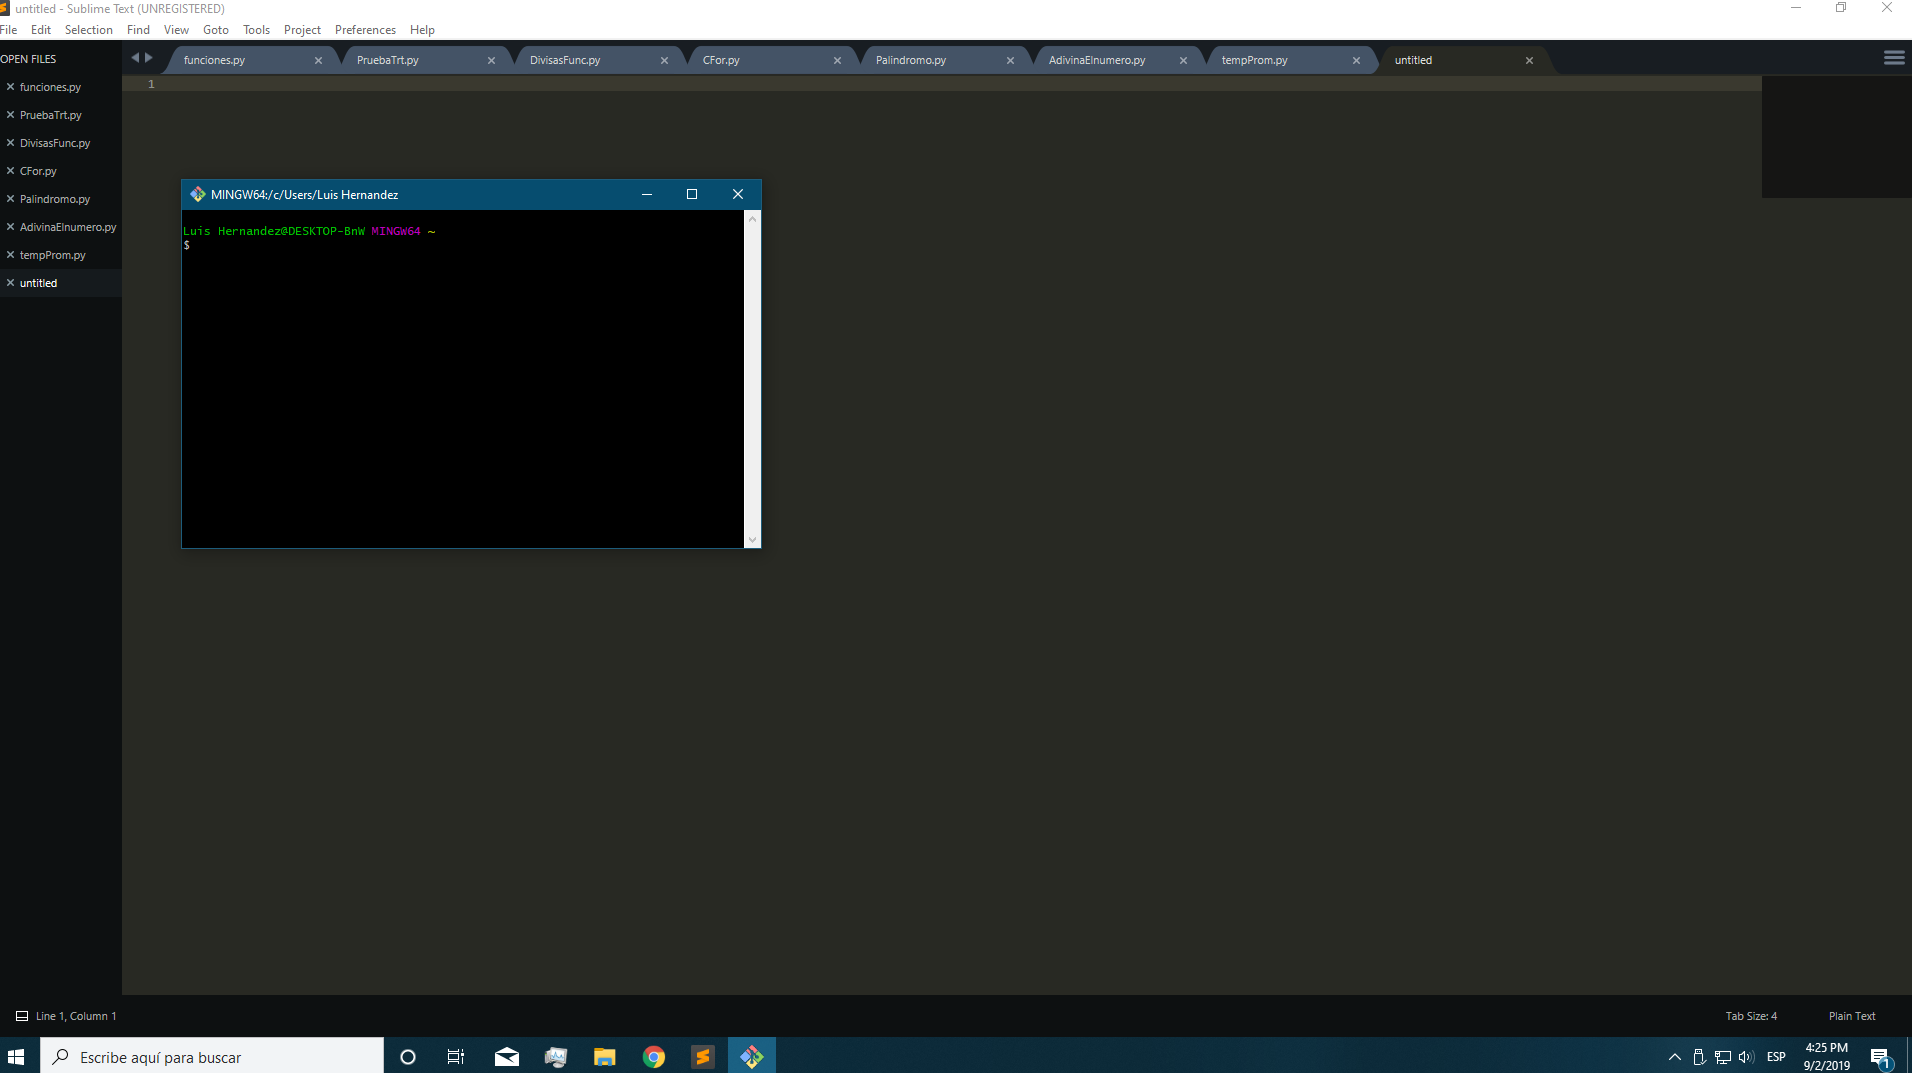 untitled - Sublime Text (UNREGISTERED)
File Edit Selection Find View Goto Tools Project Preferences Help
OPEN FILES
funciones.py
PruebaTrt.py
DivisasFunc.py
CFor.py
Palindromo.py
AdivinaElnumero.py
tempProm.py
untitled
funciones.py PruebaTrt.py DivisasFunc.py CFor.py Palindromo.py AdivinaElnumero.py tempProm.py untitled
1
MINGW64:/c/Users/Luis Hernandez
Luis Hernandez@DESKTOP-BnW MINGW64 ~
$
Line 1, Column 1
Tab Size: 4
Plain Text
Escribe aquí para buscar
ESP
4:25 PM
9/2/2019
1